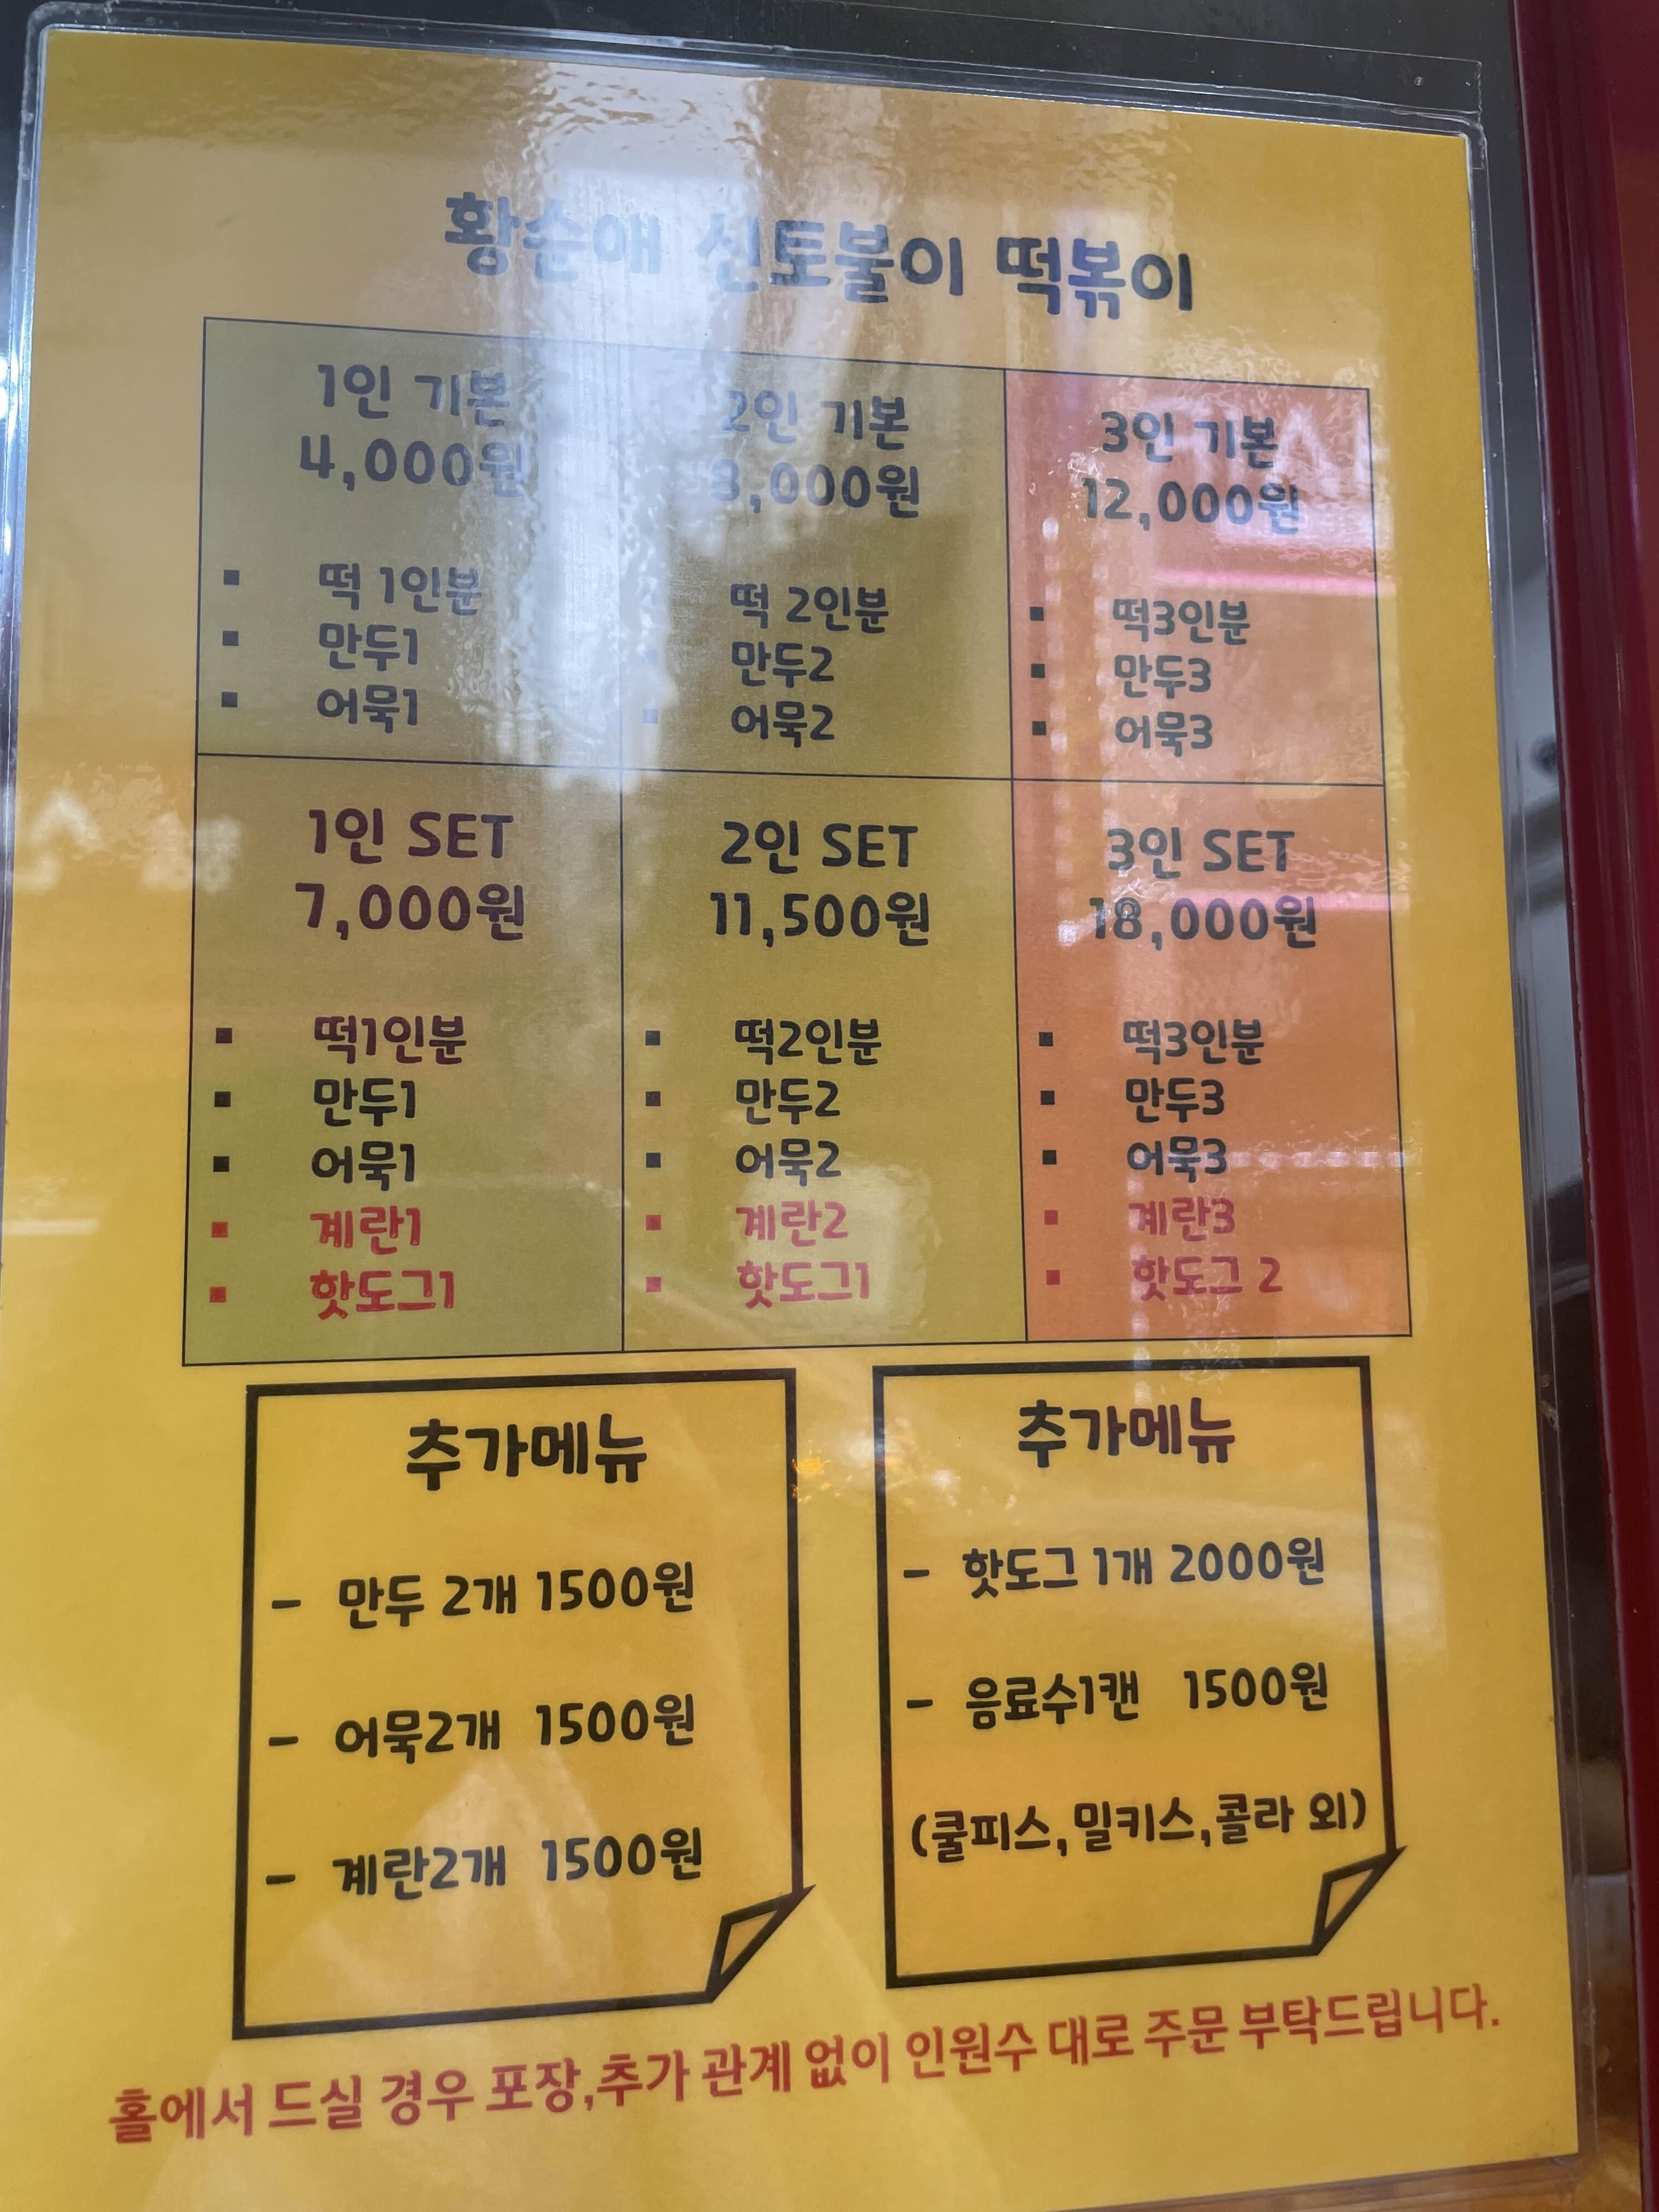 황순애 신토불이 떡볶이
1인 기본
4,000원
▪ 떡 1인분
▪ 만두1
▪ 어묵1
2인 기본
8,000원
▪ 떡 2인분
▪ 만두2
▪ 어묵2
3인 기본
12,000원
▪ 떡3인분
▪ 만두3
▪ 어묵3
1인 SET
7,000원
▪ 떡1인분
▪ 만두1
▪ 어묵1
▪ 계란1
▪ 핫도그1
2인 SET
11,500원
▪ 떡2인분
▪ 만두2
▪ 어묵2
▪ 계란2
▪ 핫도그1
3인 SET
18,000원
▪ 떡3인분
▪ 만두3
▪ 어묵3
▪ 계란3
▪ 핫도그 2
추가메뉴
- 만두 2개 1500원
- 어묵2개 1500원
- 계란2개 1500원
추가메뉴
- 핫도그 1개 2000원
- 음료수1캔 1500원
(쿨피스,밀키스,콜라 외)
홀에서 드실 경우 포장,추가 관계 없이 인원수 대로 주문 부탁드립니다.